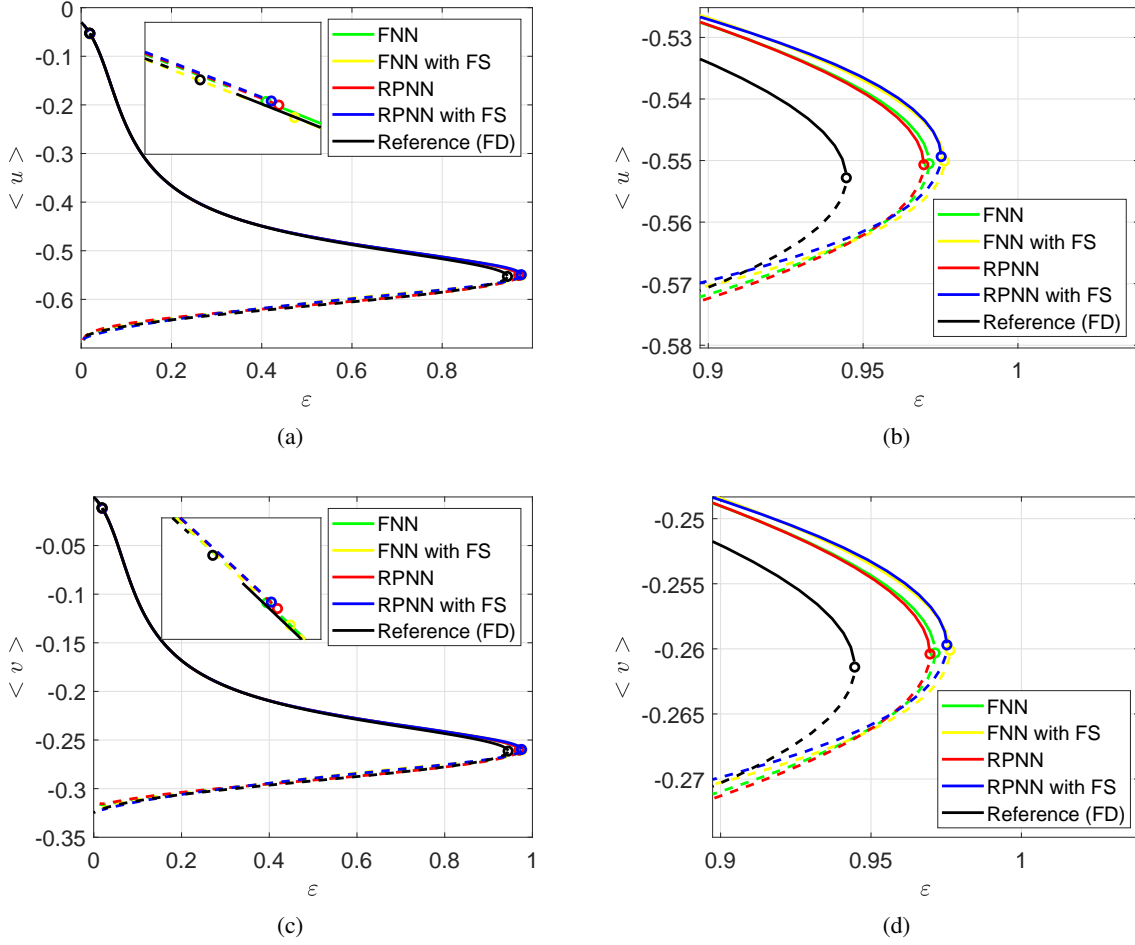 0
-0.1
-0.2
-0.3
-0.4
-0.5
-0.6
< u >
0 0.2 0.4 0.6 0.8 1
ε
FNN
FNN with FS
RPNN
RPNN with FS
Reference (FD)
(a)
-0.53
-0.54
-0.55
-0.56
-0.57
-0.58
< u >
0.9 0.95 1
ε
FNN
FNN with FS
RPNN
RPNN with FS
Reference (FD)
(b)
-0.05
-0.1
-0.15
-0.2
-0.25
-0.3
-0.35
< v >
0 0.2 0.4 0.6 0.8 1
ε
FNN
FNN with FS
RPNN
RPNN with FS
Reference (FD)
(c)
-0.25
-0.255
-0.26
-0.265
-0.27
< v >
0.9 0.95 1
ε
FNN
FNN with FS
RPNN
RPNN with FS
Reference (FD)
(d)